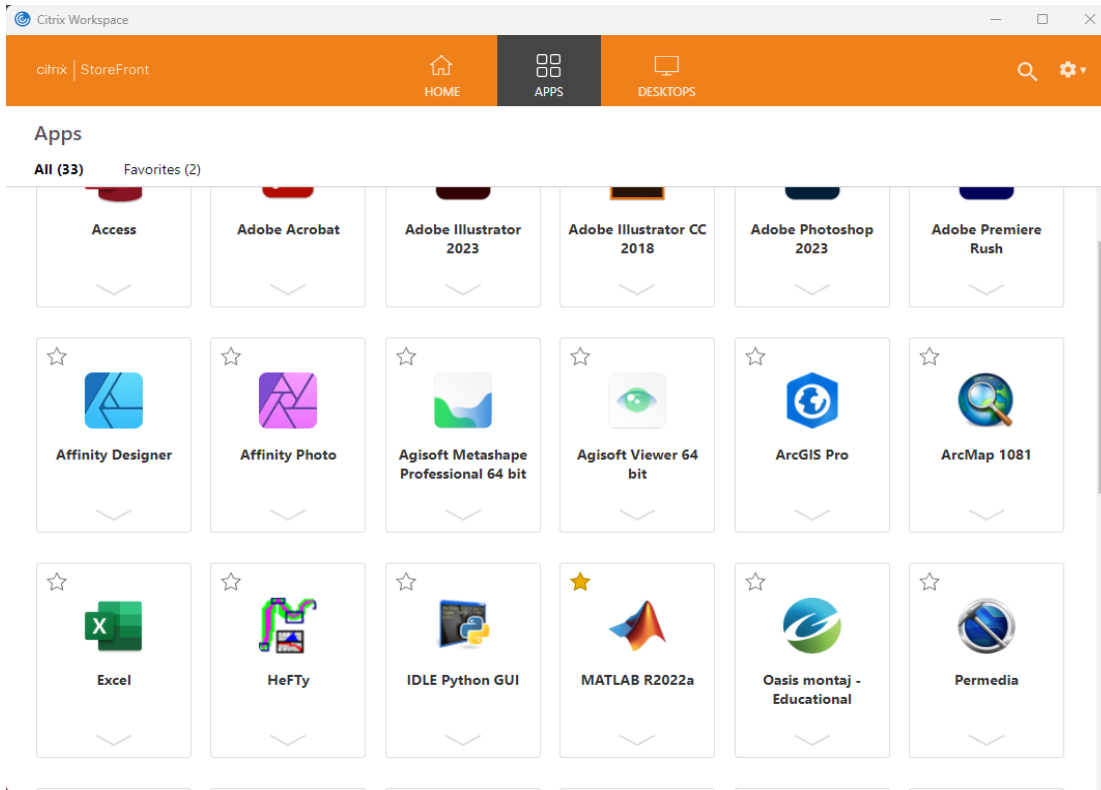 Citrix Workspace
citrix | StoreFront
HOME
APPS
DESKTOPS
Apps
All (33)
Favorites (2)
Access
Adobe Acrobat
Adobe Illustrator
2023
Adobe Illustrator CC
2018
Adobe Photoshop
2023
Adobe Premiere
Rush
Affinity Designer
Affinity Photo
Agisoft Metashape
Professional 64 bit
Agisoft Viewer 64
bit
ArcGIS Pro
ArcMap 1081
X
Excel
HeFTy
IDLE Python GUI
MATLAB R2022a
Oasis montaj -
Educational
Permedia